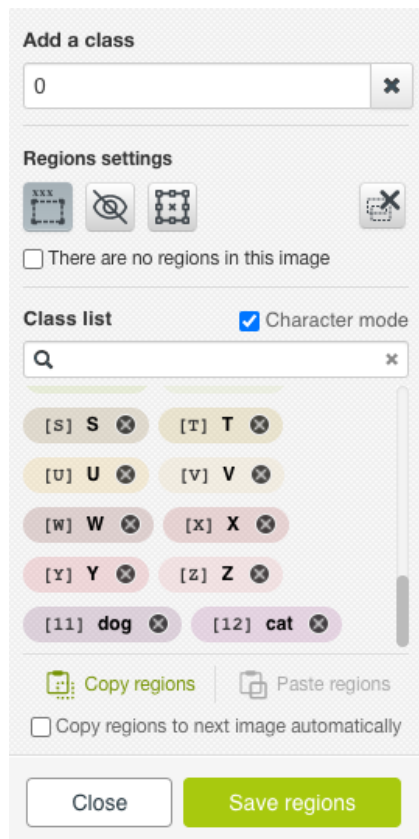 Add a class
0
Regions settings
xxx
There are no regions in this image
Class list Character mode
[S] S [T] T
[U] U [V] V
[W] W [X] X
[Y] Y [Z] Z
[11] dog [12] cat
Copy regions Paste regions
Copy regions to next image automatically
Close Save regions